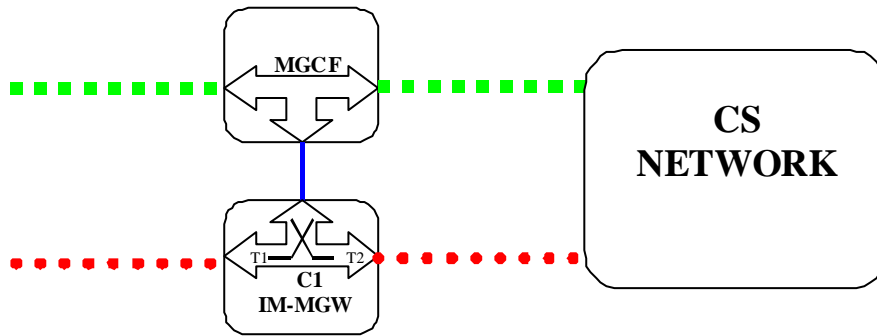 MGCF
CS
NETWORK
T1 T2
C1
IM-MGW